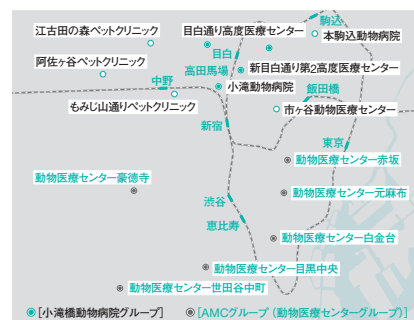 江古田の森ペットクリニック
目白通り高度医療センター
駒込
本駒込動物病院
阿佐ヶ谷ペットクリニック
目白
高田馬場
新目白通り第2高度医療センター
中野
小滝動物病院
飯田橋
もみじ山通りペットクリニック
市ヶ谷動物医療センター
新宿
東京
動物医療センター赤坂
動物医療センター豪徳寺
動物医療センター元麻布
渋谷
恵比寿
動物医療センター白金台
動物医療センター目黒中央
動物医療センター世田谷中町
[小滝橋動物病院グループ]
[AMCグループ（動物医療センターグループ）]